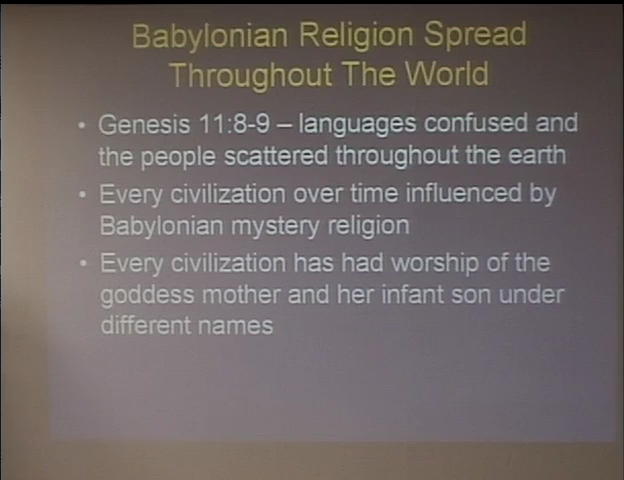 Babylonian Religion Spread
Throughout The World
• Genesis 11:8-9 – languages confused and
the people scattered throughout the earth
• Every civilization over time influenced by
Babylonian mystery religion
• Every civilization has had worship of the
goddess mother and her infant son under
different names